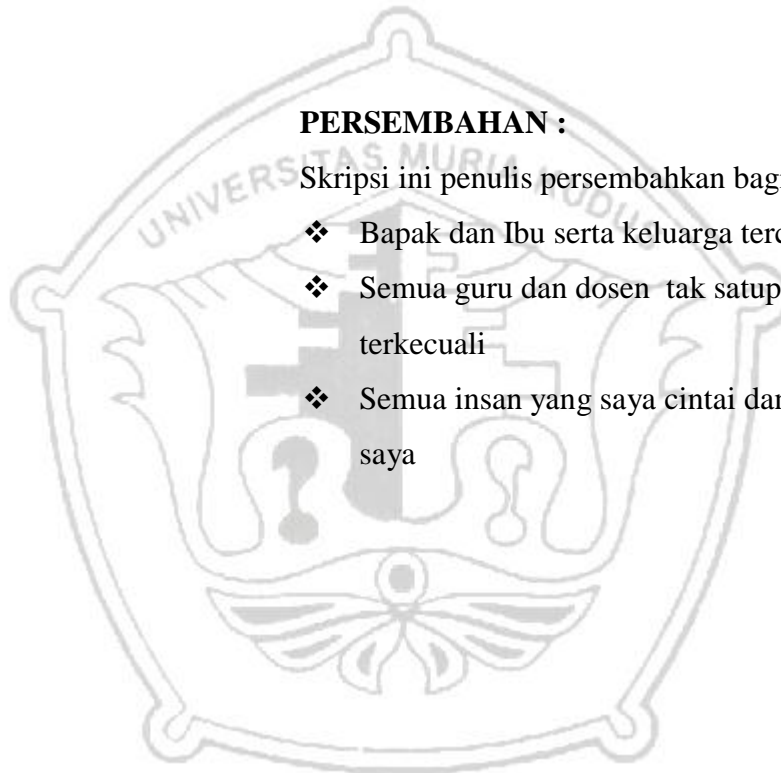 UNIVERSITAS MURIA KUDUS
PERSEMBAHAN :
Skripsi ini penulis persembahkan bag
❖ Bapak dan Ibu serta keluarga terc
❖ Semua guru dan dosen tak satup
terkecuali
❖ Semua insan yang saya cintai dan
saya